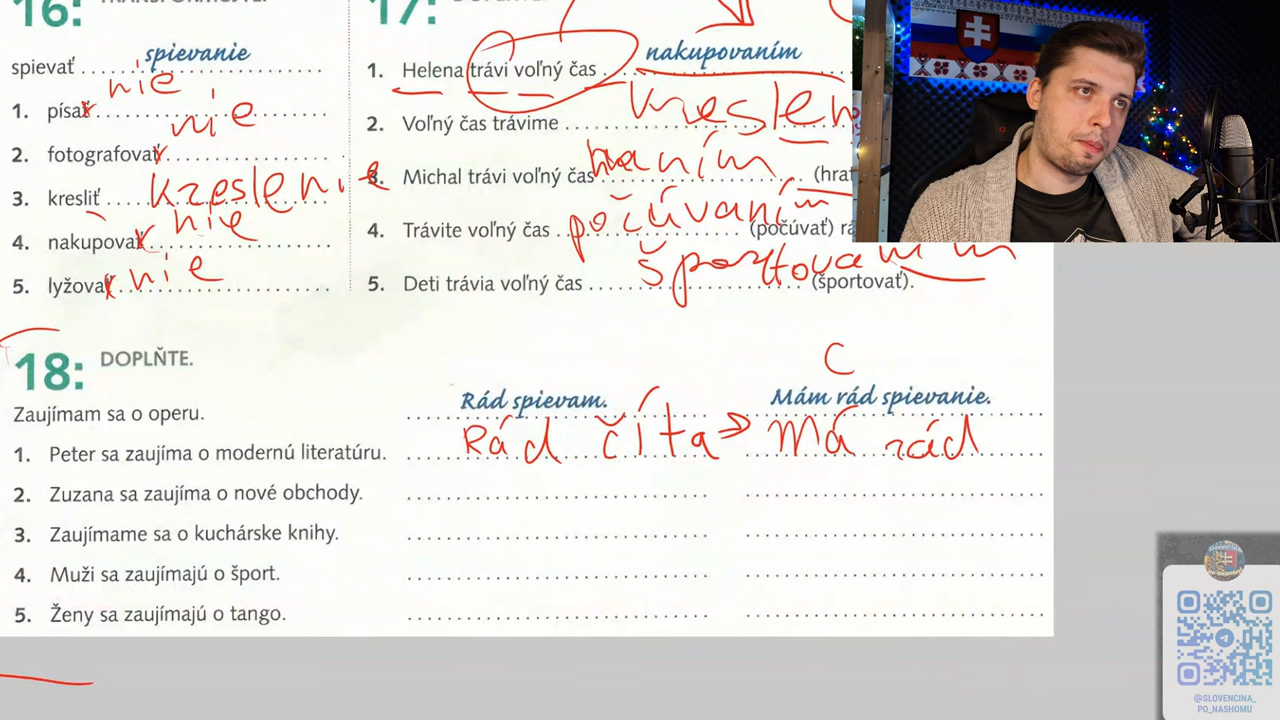 16: TRANSFORMUJTE.
spievať spievanie
1. písať nie
2. fotografovať nie
3. kresliť kreslenie
4. nakupovať nie
5. lyžovať nie
17: DOPLŇTE.
1. Helena trávi voľný čas nakupovaním
2. Voľný čas trávime kreslen
3. Michal trávi voľný čas hraním (hrať
4. Trávite voľný čas počúvaním (počúvať) rá
5. Deti trávia voľný čas športovaním (športovať).
18: DOPLŇTE.
C
Zaujímam sa o operu. Rád spievam. Mám rád spievanie.
1. Peter sa zaujíma o modernú literatúru. Rád číta má rád
2. Zuzana sa zaujíma o nové obchody.
3. Zaujímame sa o kuchárske knihy.
4. Muži sa zaujímajú o šport.
5. Ženy sa zaujímajú o tango.
@SLOVENCINA_
PO_NASHOMU